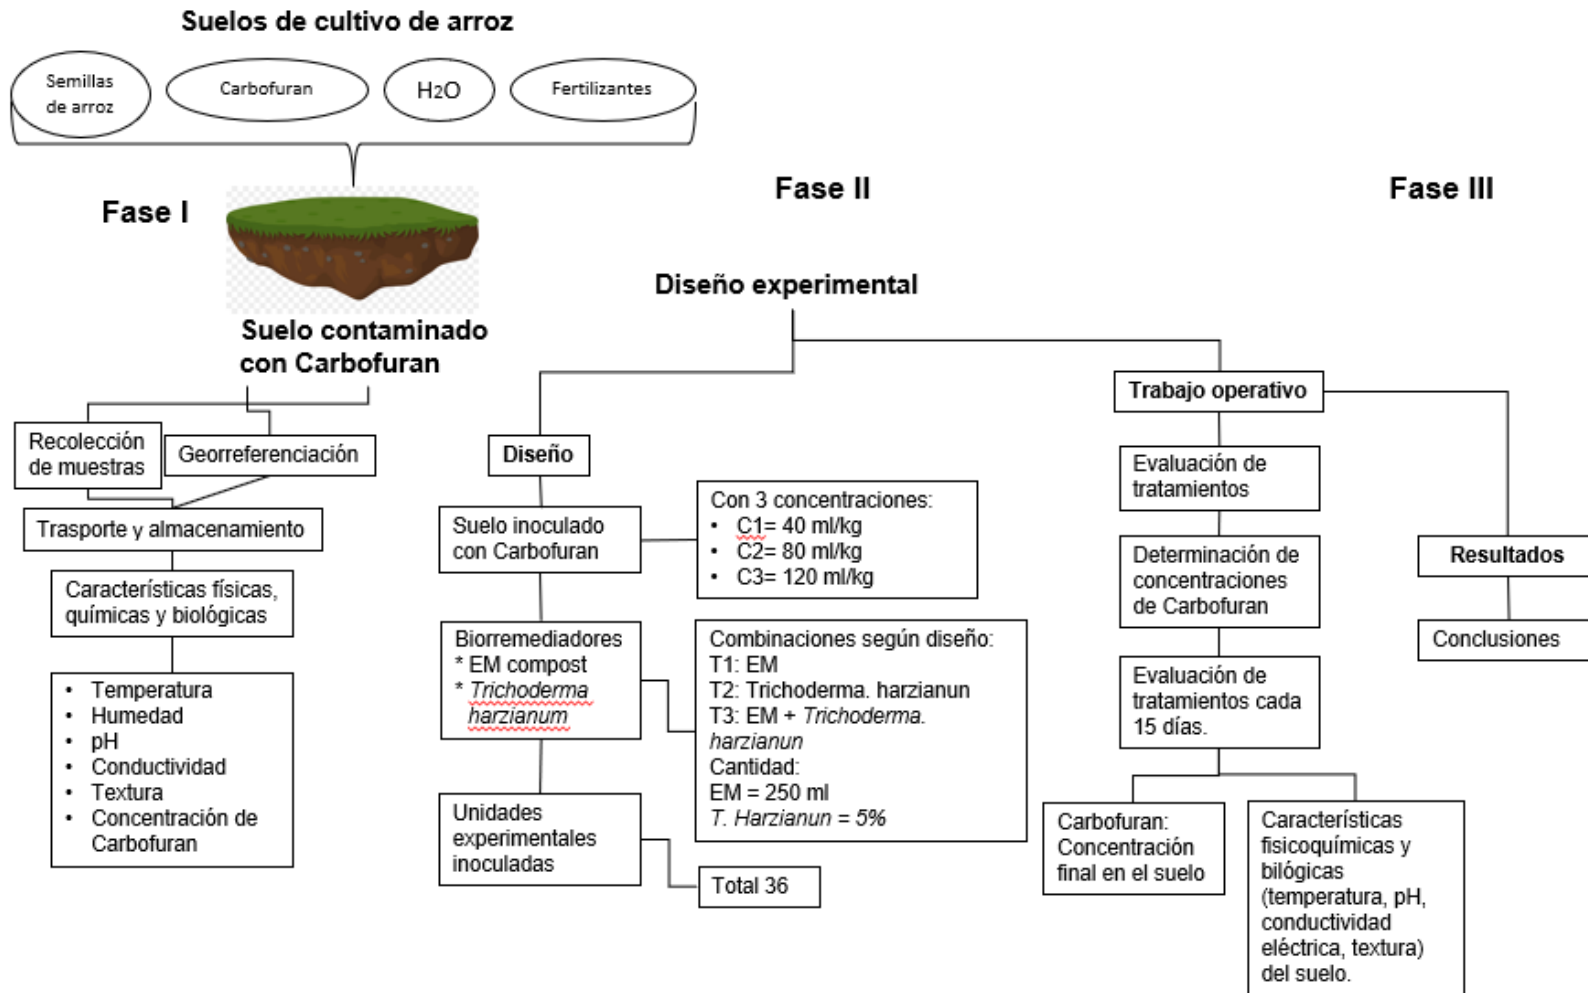 Suelos de cultivo de arroz
Semillas
de arroz
Carbofuran
H2O
Fertilizantes
Fase I
Suelo contaminado
con Carbofuran
Recolección
de muestras
Georreferenciación
Trasporte y almacenamiento
Características físicas,
químicas y biológicas
• Temperatura
• Humedad
• pH
• Conductividad
• Textura
• Concentración de
Carbofuran
Fase II
Diseño experimental
Diseño
Suelo inoculado
con Carbofuran
Con 3 concentraciones:
• C1= 40 ml/kg
• C2= 80 ml/kg
• C3= 120 ml/kg
Biorremediadores
* EM compost
* Trichoderma
harzianum
Combinaciones según diseño:
T1: EM
T2: Trichoderma. harzianun
T3: EM + Trichoderma.
harzianun
Cantidad:
EM = 250 ml
T. Harzianun = 5%
Unidades
experimentales
inoculadas
Total 36
Trabajo operativo
Evaluación de
tratamientos
Determinación de
concentraciones
de Carbofuran
Evaluación de
tratamientos cada
15 días.
Carbofuran:
Concentración
final en el suelo
Características
fisicoquímicas y
bilógicas
(temperatura, pH,
conductividad
eléctrica, textura)
del suelo.
Fase III
Resultados
Conclusiones